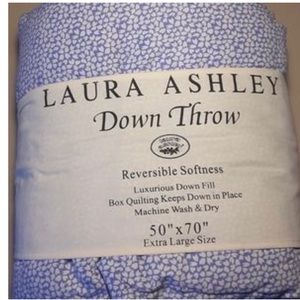 LAURA ASHLEY
Down Throw
Reversible Softness
Luxurious Down Fill
Box Quilting Keeps Down in Place
Machine Wash & Dry
50"x70"
Extra Large Size